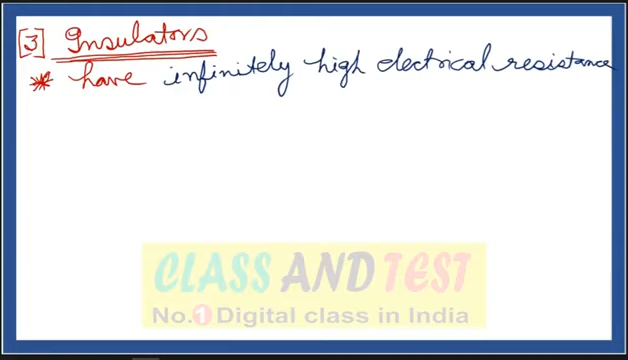 [3] Insulators
* have infinitely high electrical resistance
CLASS AND TEST
No.1 Digital class in India